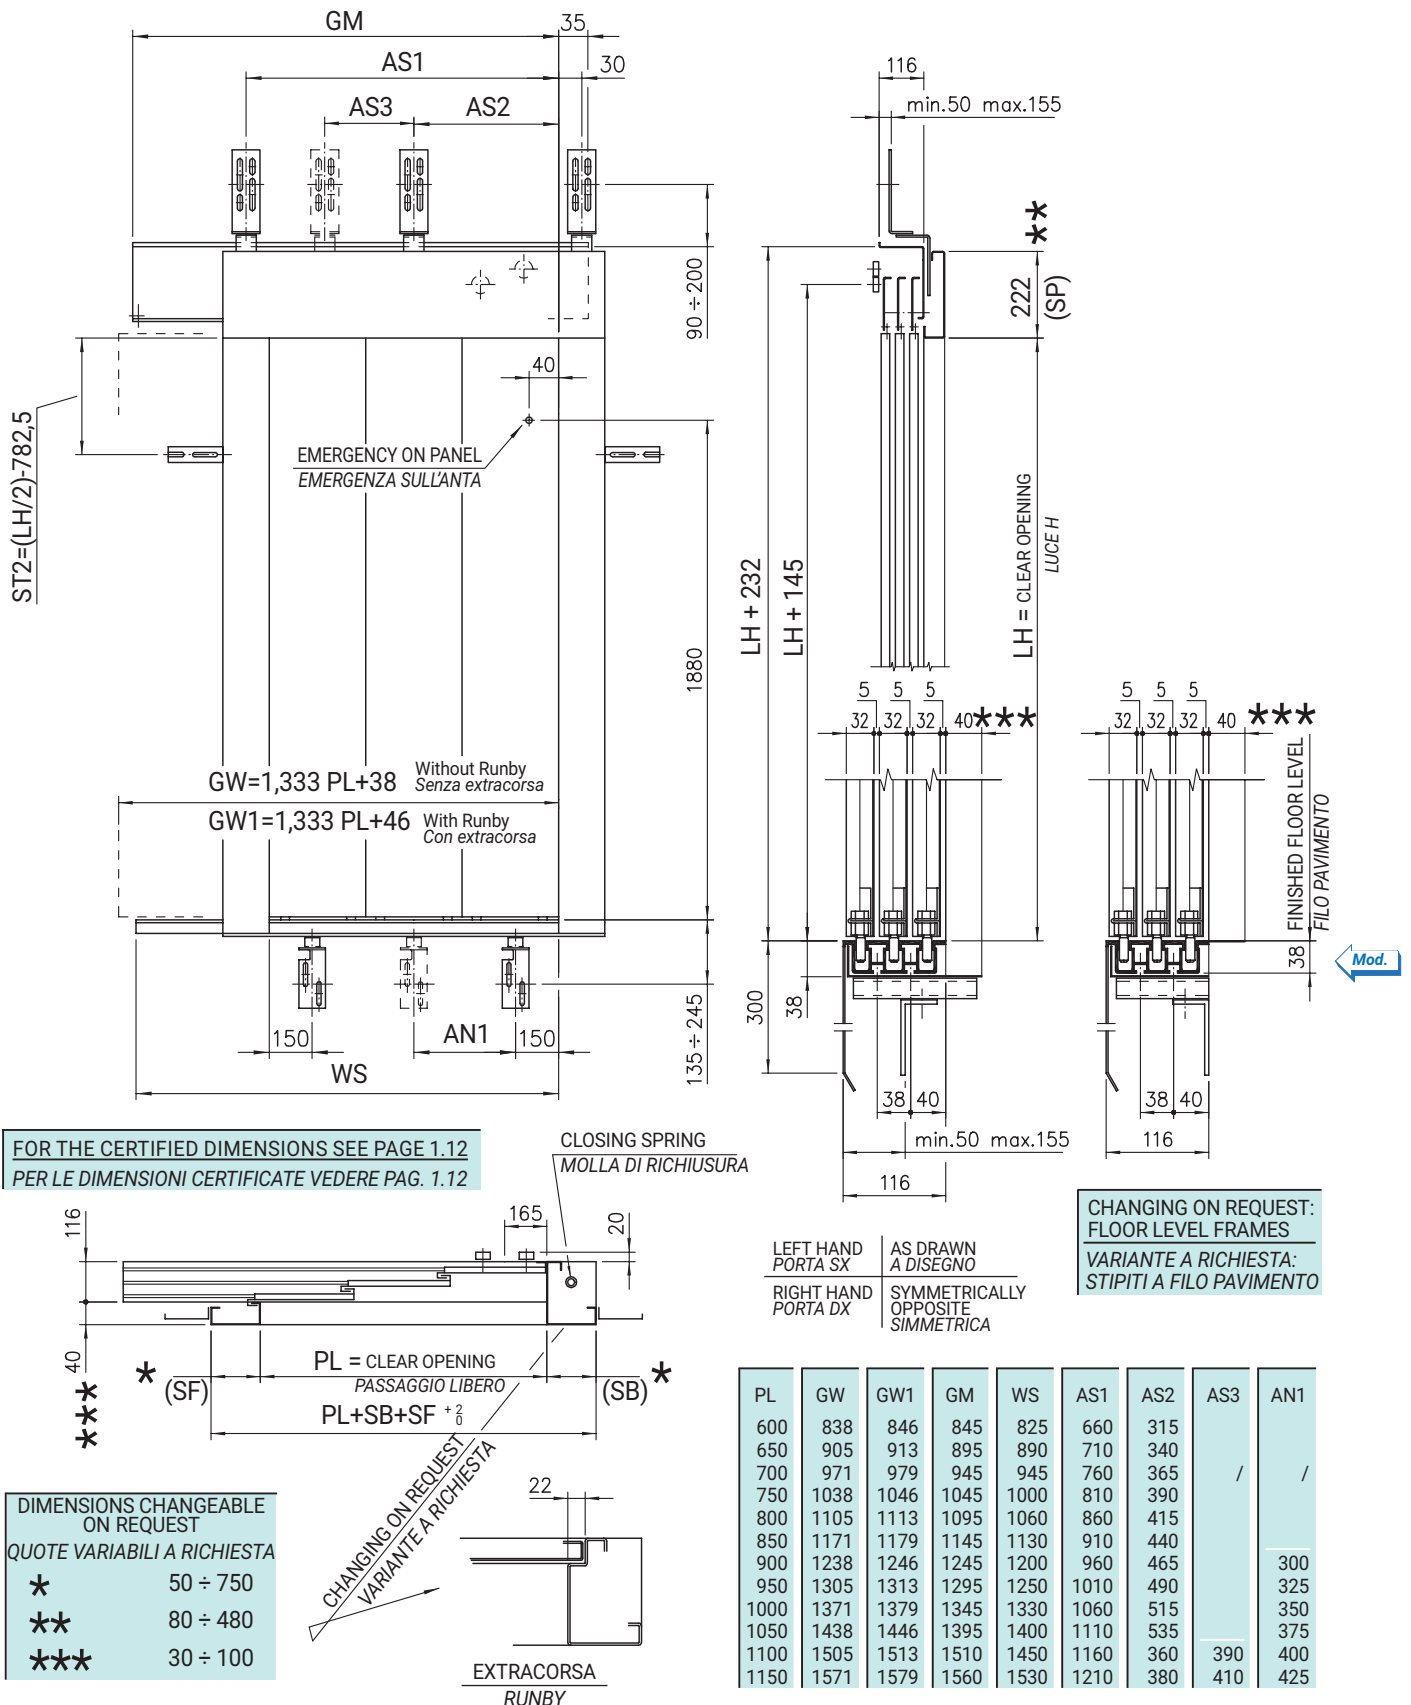 GM
35
AS1
30
AS3
AS2
90 ÷ 200
40
ST2=(LH/2)-782,5
EMERGENCY ON PANEL
EMERGENZA SULL'ANTA
1880
GW=1,333 PL+38 Without Runby
Senza extracorsa
GW1=1,333 PL+46 With Runby
Con extracorsa
150
AN1
150
135 ÷ 245
WS
116
min.50 max.155
**
222
(SP)
LH + 232
LH + 145
LH = CLEAR OPENING
LUCE H
5 5 5
32 32 32 40 ***
300
38
38 40
min.50 max.155
116
5 5 5
32 32 32 40 ***
FINISHED FLOOR LEVEL
FILO PAVIMENTO
38
Mod.
38 40
116
FOR THE CERTIFIED DIMENSIONS SEE PAGE 1.12
PER LE DIMENSIONI CERTIFICATE VEDERE PAG. 1.12
CLOSING SPRING
MOLLA DI RICHIUSURA
116
165
20
40
***
* (SF)
PL = CLEAR OPENING
PASSAGGIO LIBERO
(SB) *
PL+SB+SF +2 0
CHANGING ON REQUEST
VARIANTE A RICHIESTA
22
EXTRACORSA
RUNBY
LEFT HAND
PORTA SX
AS DRAWN
A DISEGNO
RIGHT HAND
PORTA DX
SYMMETRICALLY
OPPOSITE
SIMMETRICA
CHANGING ON REQUEST:
FLOOR LEVEL FRAMES
VARIANTE A RICHIESTA:
STIPITI A FILO PAVIMENTO
DIMENSIONS CHANGEABLE
ON REQUEST
QUOTE VARIABILI A RICHIESTA
* 50 ÷ 750
** 80 ÷ 480
*** 30 ÷ 100
PL GW GW1 GM WS AS1 AS2 AS3 AN1
600 838 846 845 825 660 315
650 905 913 895 890 710 340
700 971 979 945 945 760 365 / /
750 1038 1046 1045 1000 810 390
800 1105 1113 1095 1060 860 415
850 1171 1179 1145 1130 910 440
900 1238 1246 1245 1200 960 465 300
950 1305 1313 1295 1250 1010 490 325
1000 1371 1379 1345 1330 1060 515 350
1050 1438 1446 1395 1400 1110 535 375
1100 1505 1513 1510 1450 1160 360 390 400
1150 1571 1579 1560 1530 1210 380 410 425